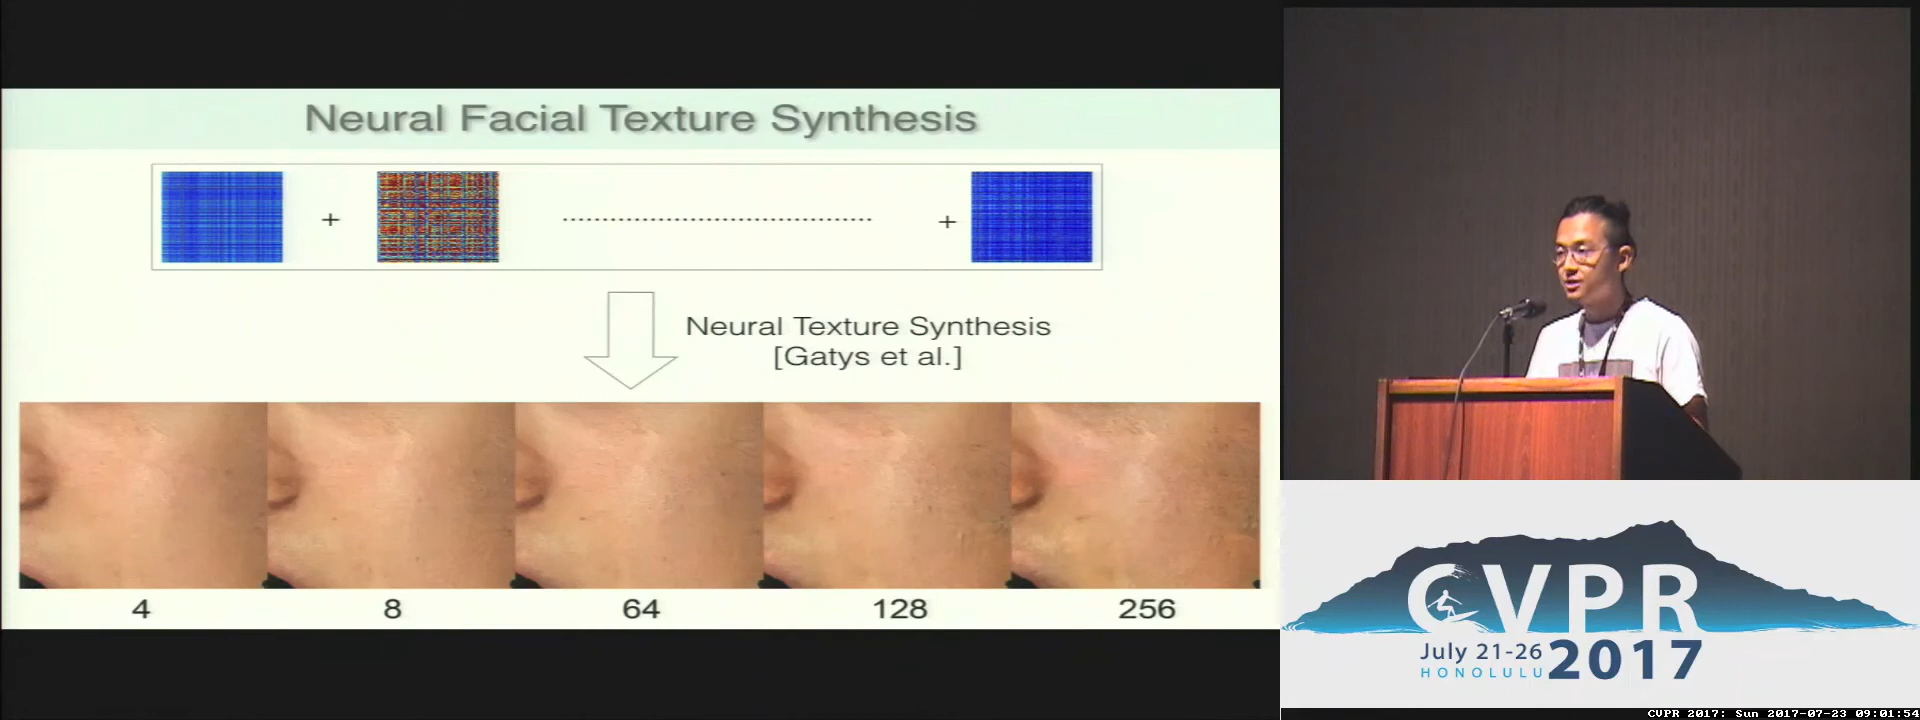 Neural Facial Texture Synthesis
+
+
Neural Texture Synthesis
[Gatys et al.]
4
8
64
128
256
CVPR
July 21-26
HONOLULU
2017
CVPR 2017: Sun 2017-07-23 09:01:54